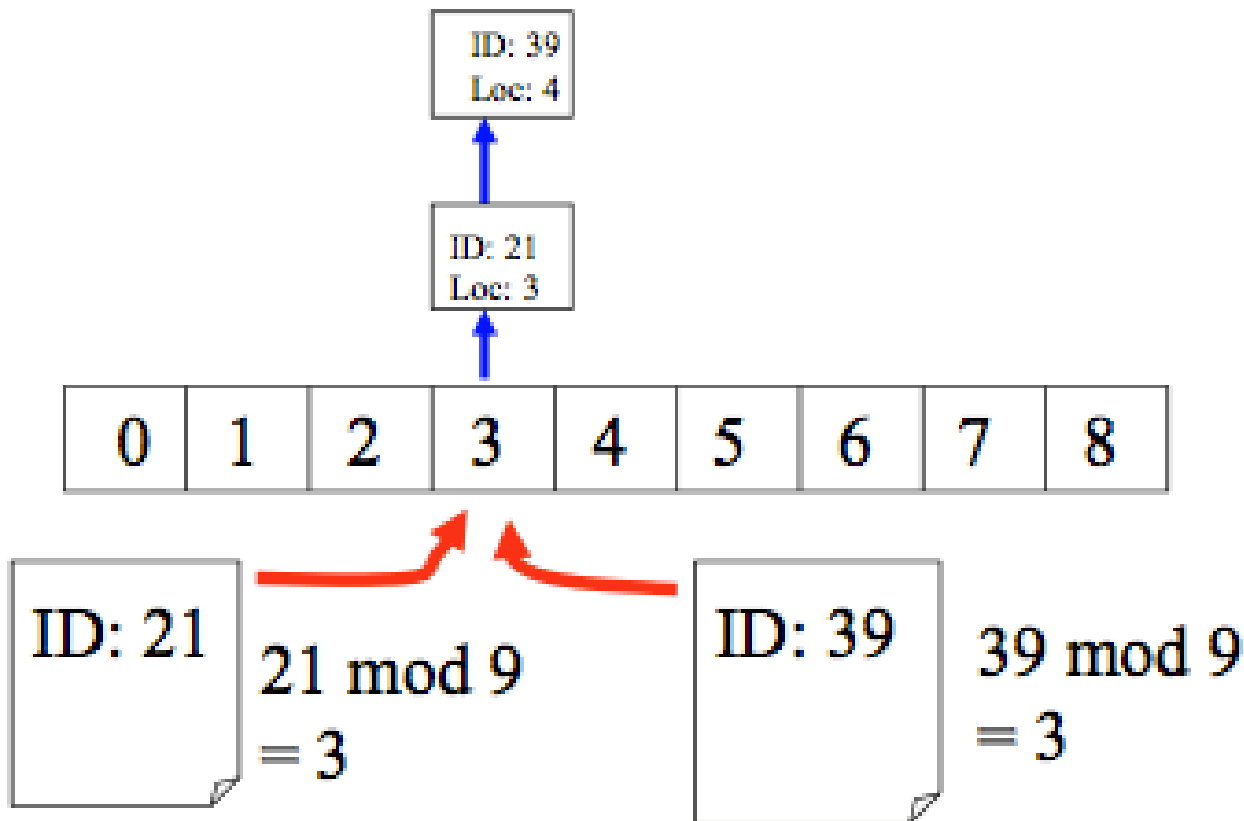 ID: 39
Loc: 4
ID: 21
Loc: 3
0 1 2 3 4 5 6 7 8
ID: 21
21 mod 9
= 3
ID: 39
39 mod 9
= 3